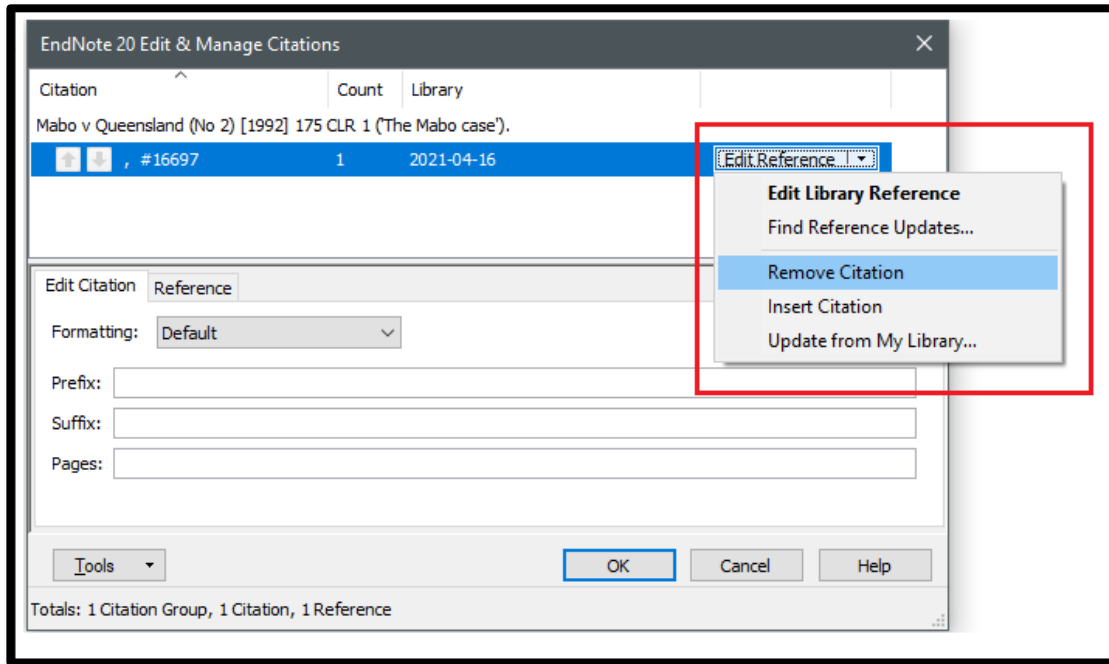 EndNote 20 Edit & Manage Citations
Citation Count Library
Mabo v Queensland (No 2) [1992] 175 CLR 1 ('The Mabo case').
, #16697 1 2021-04-16 Edit Reference
Edit Library Reference
Find Reference Updates...
Remove Citation
Insert Citation
Update from My Library...
Edit Citation Reference
Formatting: Default
Prefix:
Suffix:
Pages:
Tools OK Cancel Help
Totals: 1 Citation Group, 1 Citation, 1 Reference